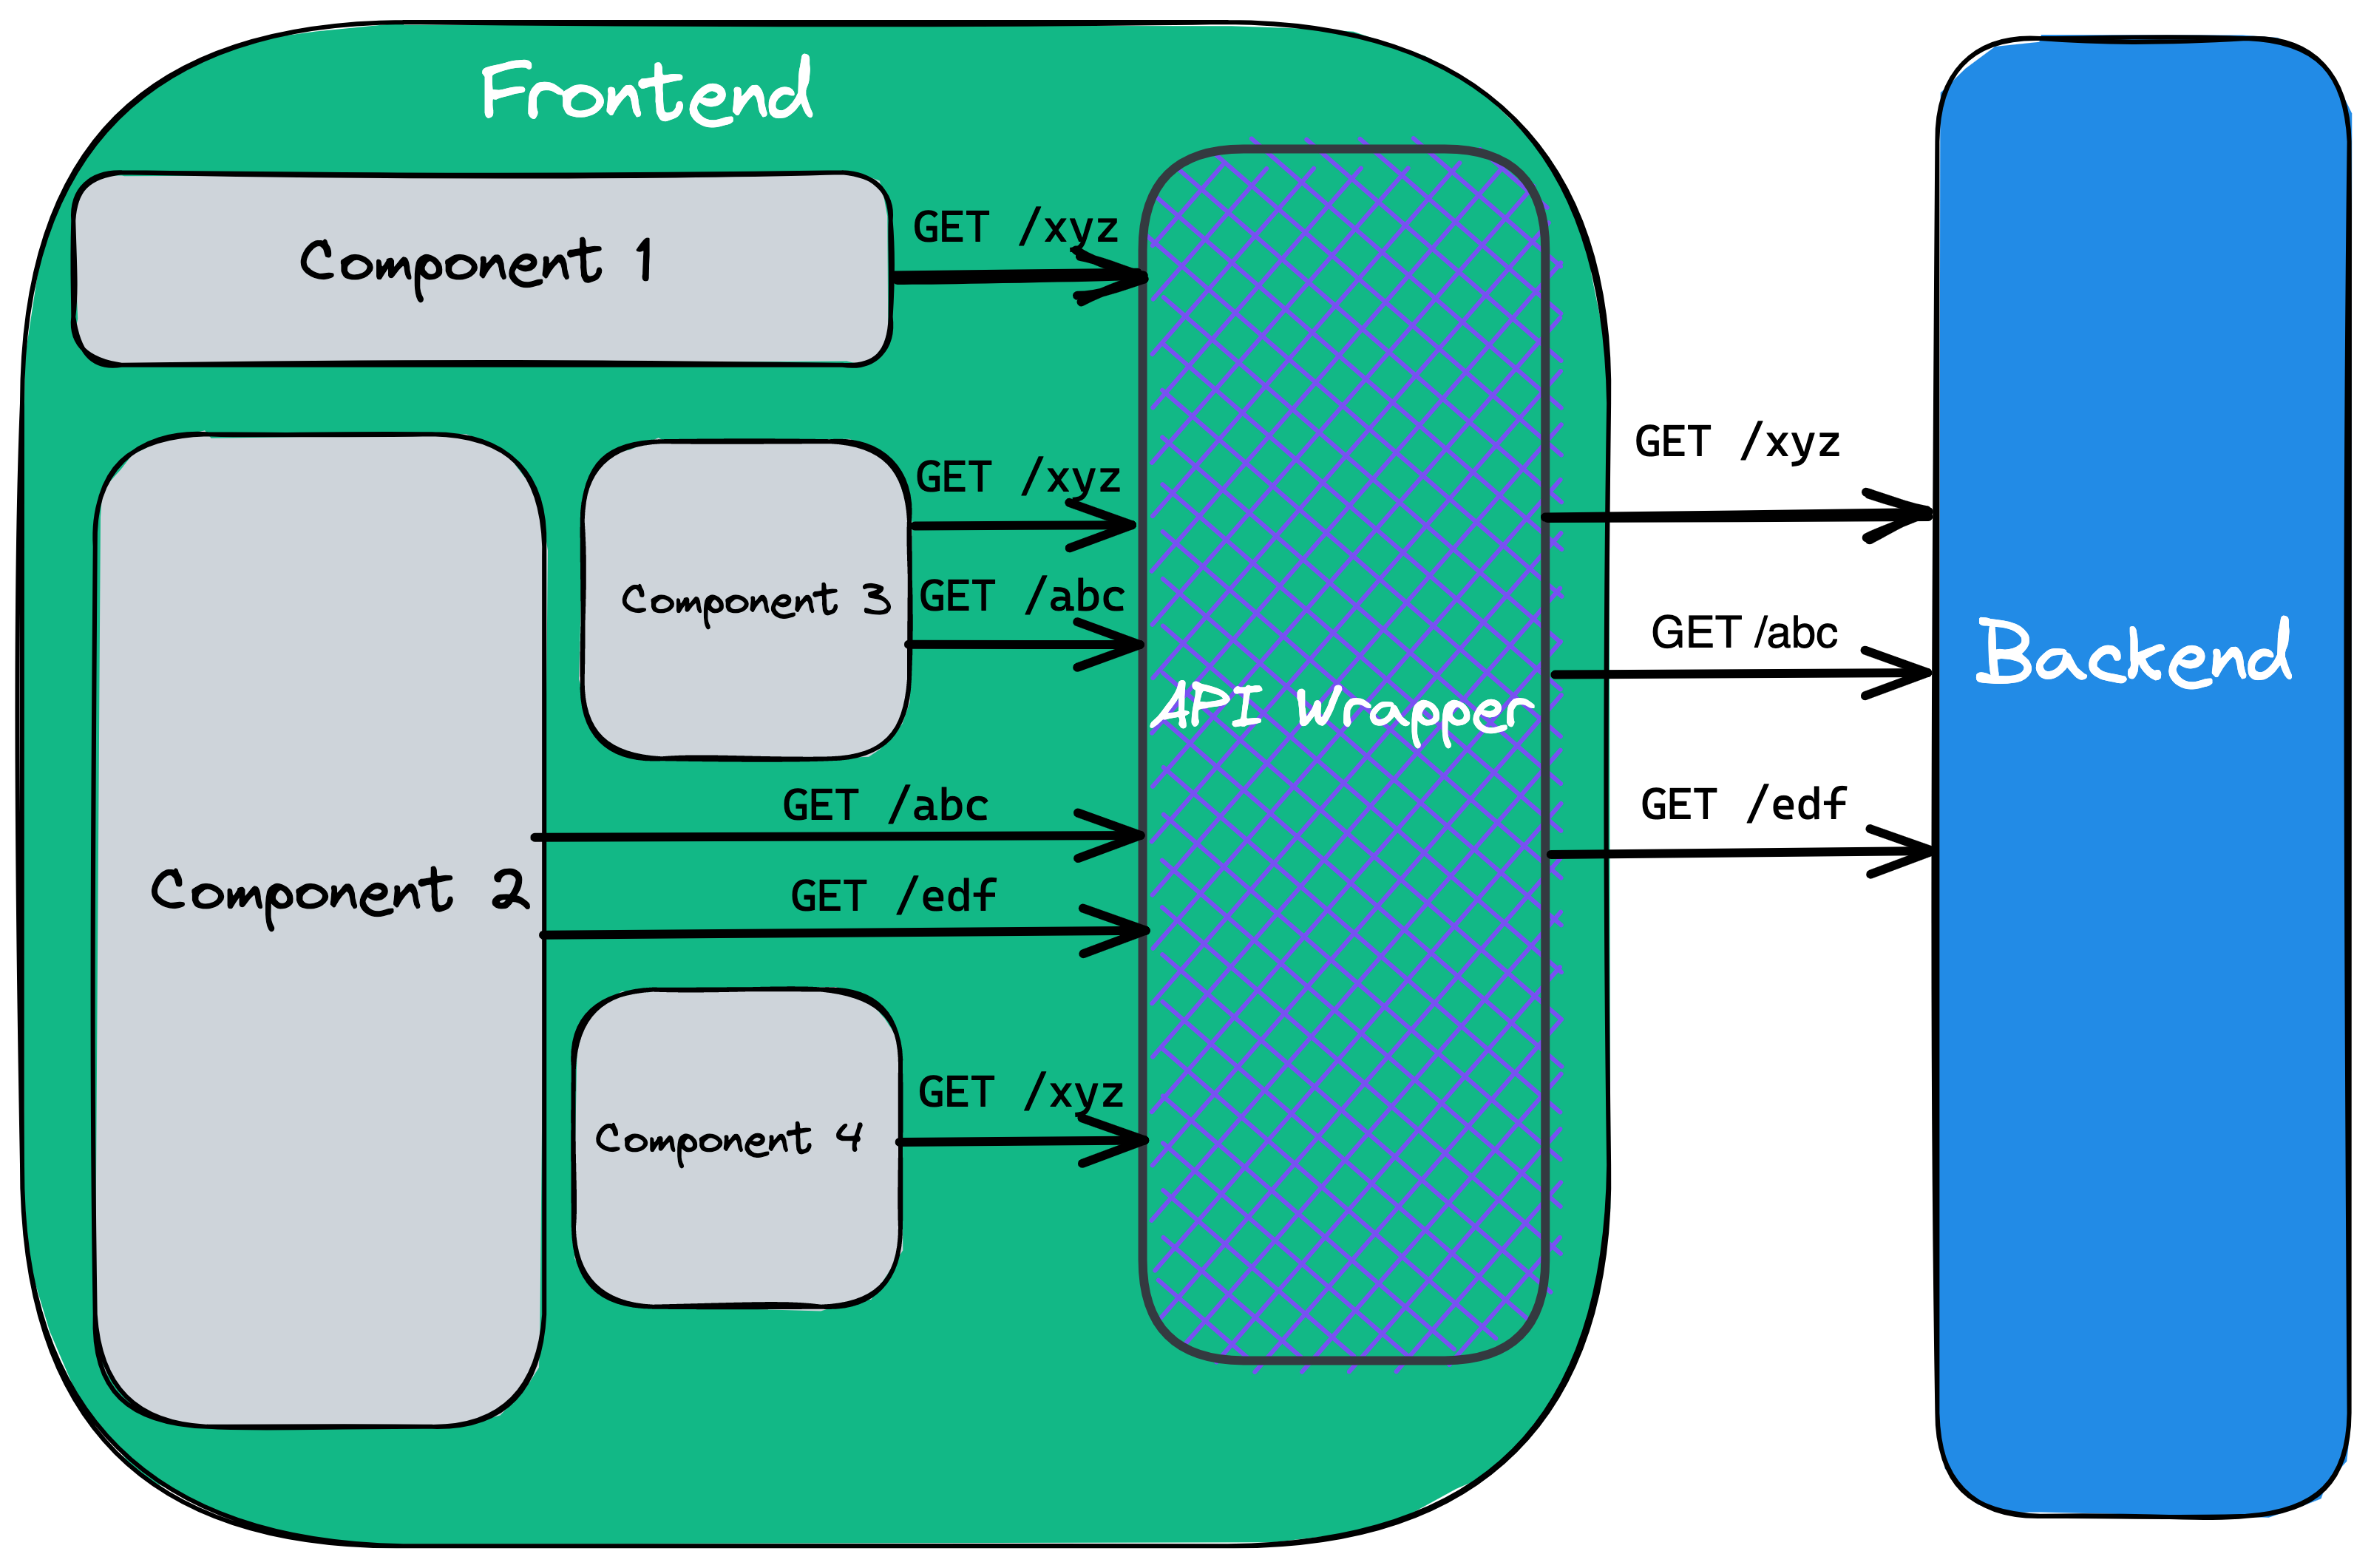 Frontend
Component 1
GET /xyz
GET /xyz
GET /xyz
Component 3
GET /abc
GET /abc
Backend
API Wrapper
GET /abc
GET /edf
Component 2
GET /edf
GET /xyz
Component 4